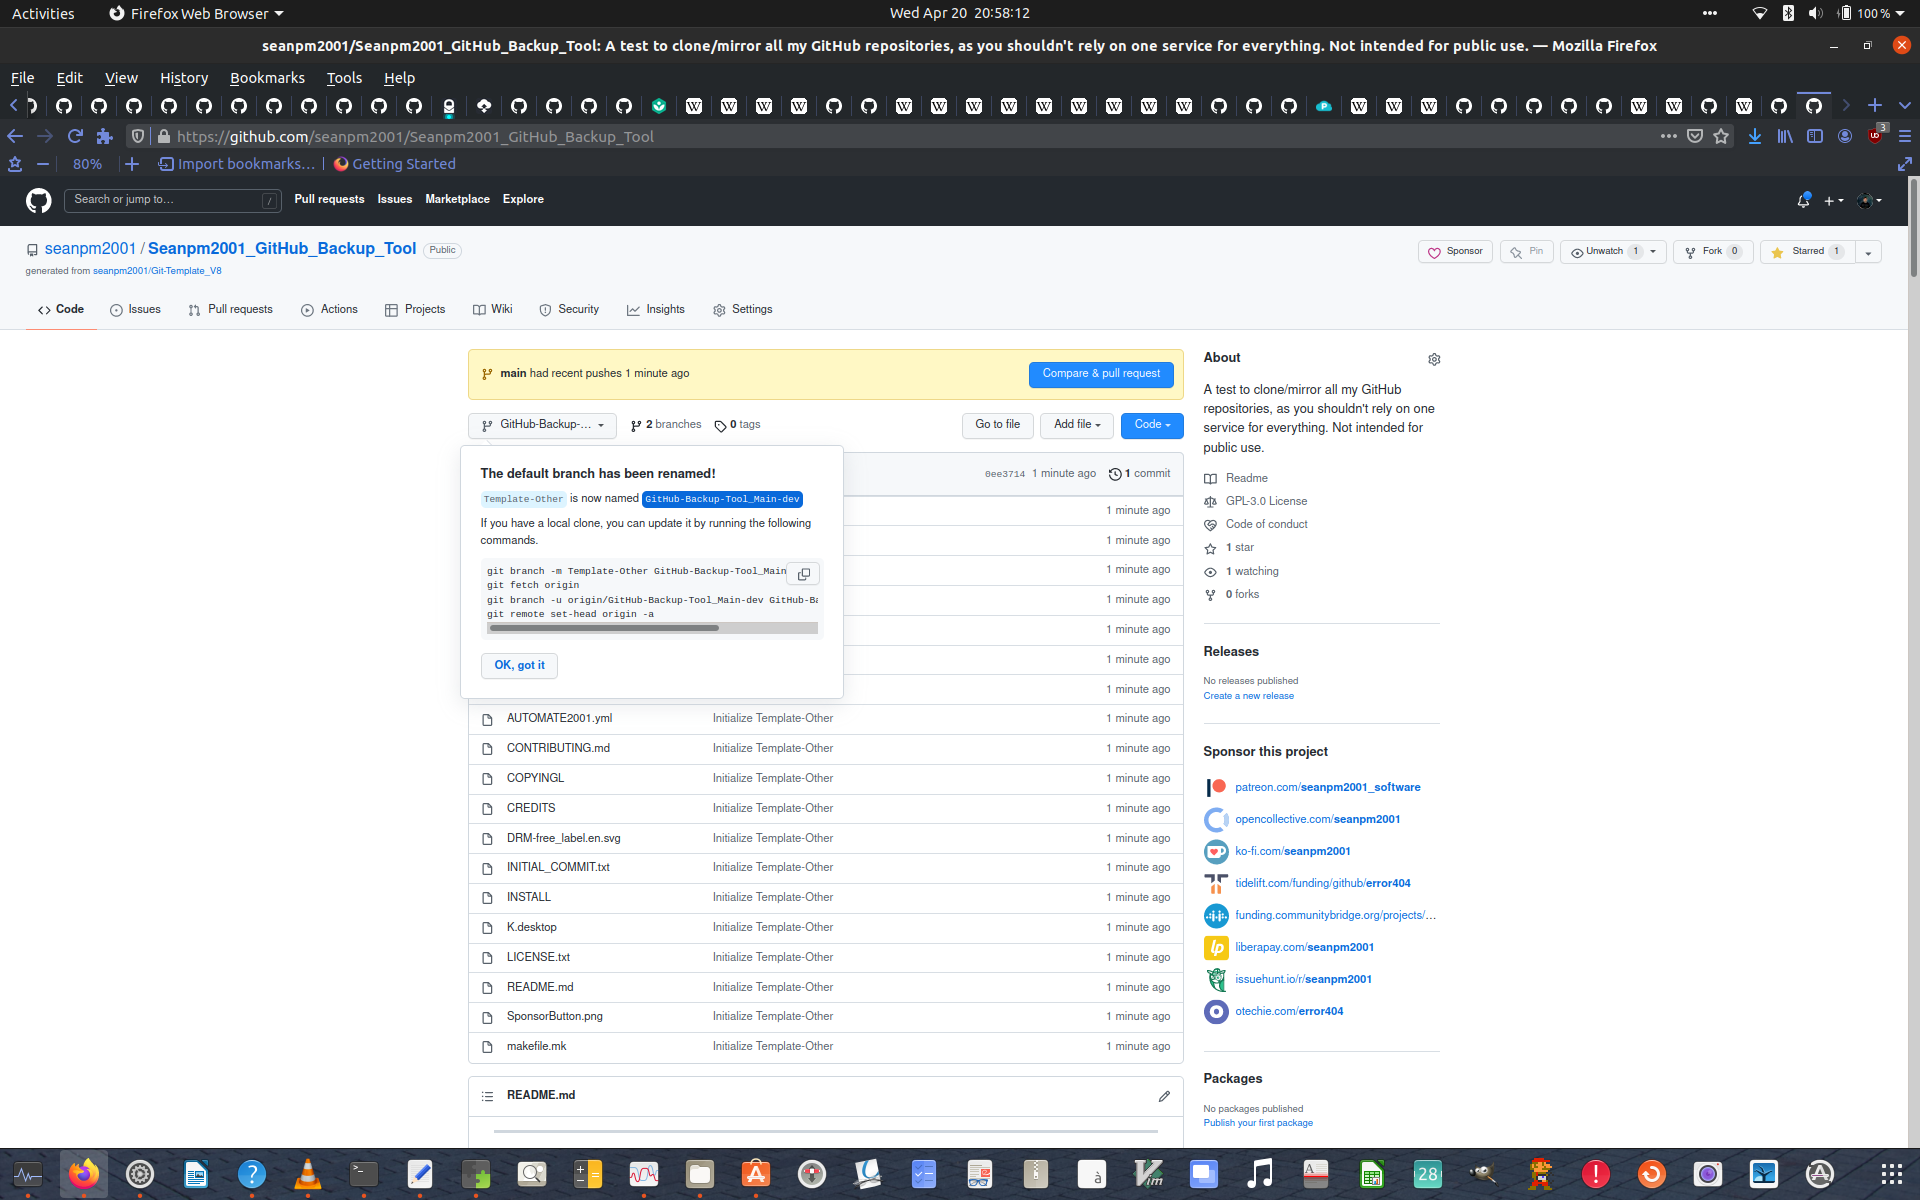 Activities
Firefox Web Browser
Wed Apr 20 20:58:12
100 %
seanpm2001/Seanpm2001_GitHub_Backup_Tool: A test to clone/mirror all my GitHub repositories, as you shouldn't rely on one service for everything. Not intended for public use. — Mozilla Firefox
File Edit View History Bookmarks Tools Help
https://github.com/seanpm2001/Seanpm2001_GitHub_Backup_Tool
3
80%
Import bookmarks…
Getting Started
Search or jump to…
/
Pull requests Issues Marketplace Explore
seanpm2001 / Seanpm2001_GitHub_Backup_Tool Public
generated from seanpm2001/Git-Template_V8
Sponsor
Pin
Unwatch 1
Fork 0
Starred 1
Code
Issues
Pull requests
Actions
Projects
Wiki
Security
Insights
Settings
main had recent pushes 1 minute ago
Compare & pull request
GitHub-Backup-...
2 branches
0 tags
Go to file
Add file
Code
The default branch has been renamed!
Template-Other is now named GitHub-Backup-Tool_Main-dev
If you have a local clone, you can update it by running the following
commands.
git branch -m Template-Other GitHub-Backup-Tool_Main
git fetch origin
git branch -u origin/GitHub-Backup-Tool_Main-dev GitHub-Ba
git remote set-head origin -a
OK, got it
0ee3714 1 minute ago
1 commit
1 minute ago
1 minute ago
1 minute ago
1 minute ago
1 minute ago
1 minute ago
1 minute ago
AUTOMATE2001.yml Initialize Template-Other 1 minute ago
CONTRIBUTING.md Initialize Template-Other 1 minute ago
COPYINGL Initialize Template-Other 1 minute ago
CREDITS Initialize Template-Other 1 minute ago
DRM-free_label.en.svg Initialize Template-Other 1 minute ago
INITIAL_COMMIT.txt Initialize Template-Other 1 minute ago
INSTALL Initialize Template-Other 1 minute ago
K.desktop Initialize Template-Other 1 minute ago
LICENSE.txt Initialize Template-Other 1 minute ago
README.md Initialize Template-Other 1 minute ago
SponsorButton.png Initialize Template-Other 1 minute ago
makefile.mk Initialize Template-Other 1 minute ago
README.md
About
A test to clone/mirror all my GitHub
repositories, as you shouldn't rely on one
service for everything. Not intended for
public use.
Readme
GPL-3.0 License
Code of conduct
1 star
1 watching
0 forks
Releases
No releases published
Create a new release
Sponsor this project
patreon.com/seanpm2001_software
opencollective.com/seanpm2001
ko-fi.com/seanpm2001
tidelift.com/funding/github/error404
funding.communitybridge.org/projects/…
liberapay.com/seanpm2001
issuehunt.io/r/seanpm2001
otechie.com/error404
Packages
No packages published
Publish your first package
28